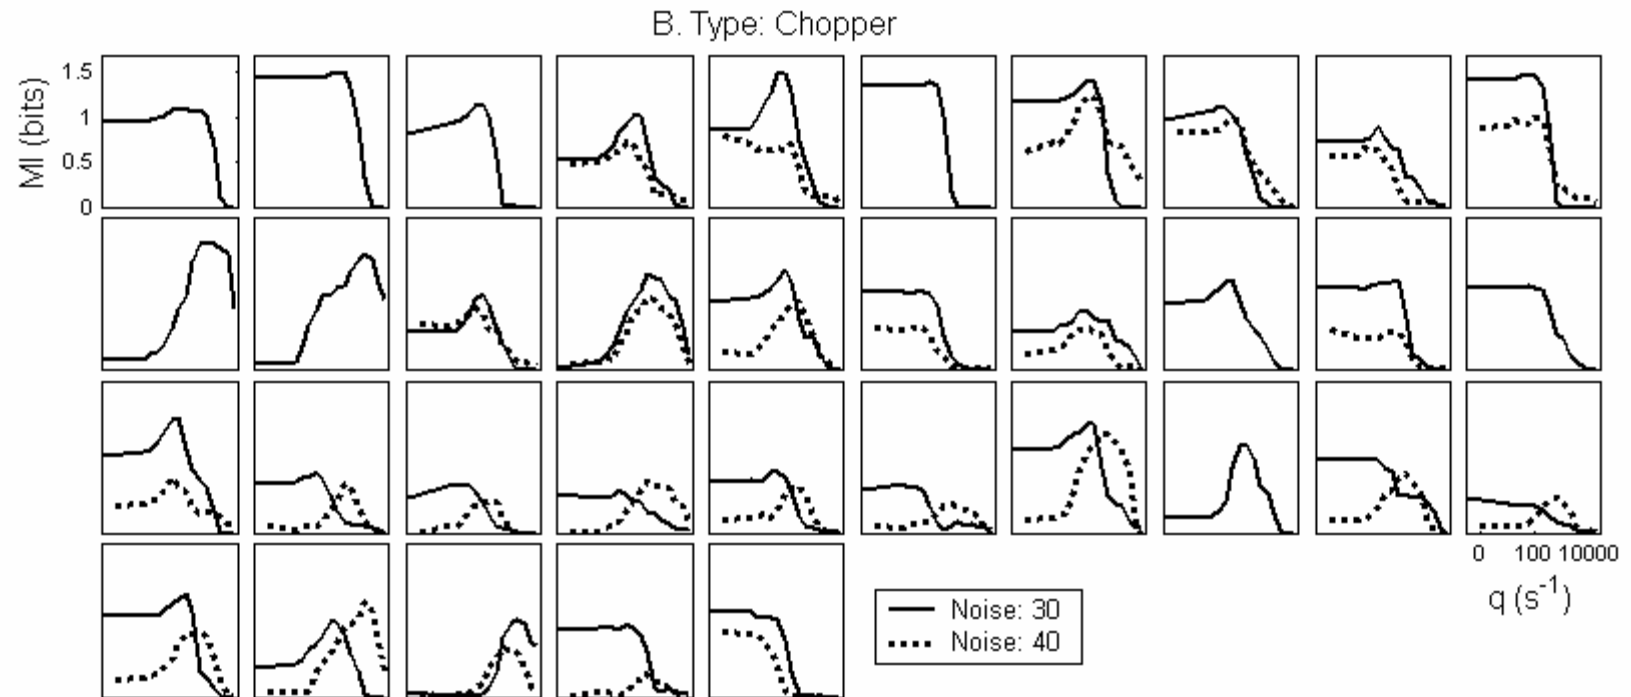 B. Type: Chopper
MI (bits)
1.5
1
0.5
0
0 100 10000
q (s⁻¹)
Noise: 30
Noise: 40